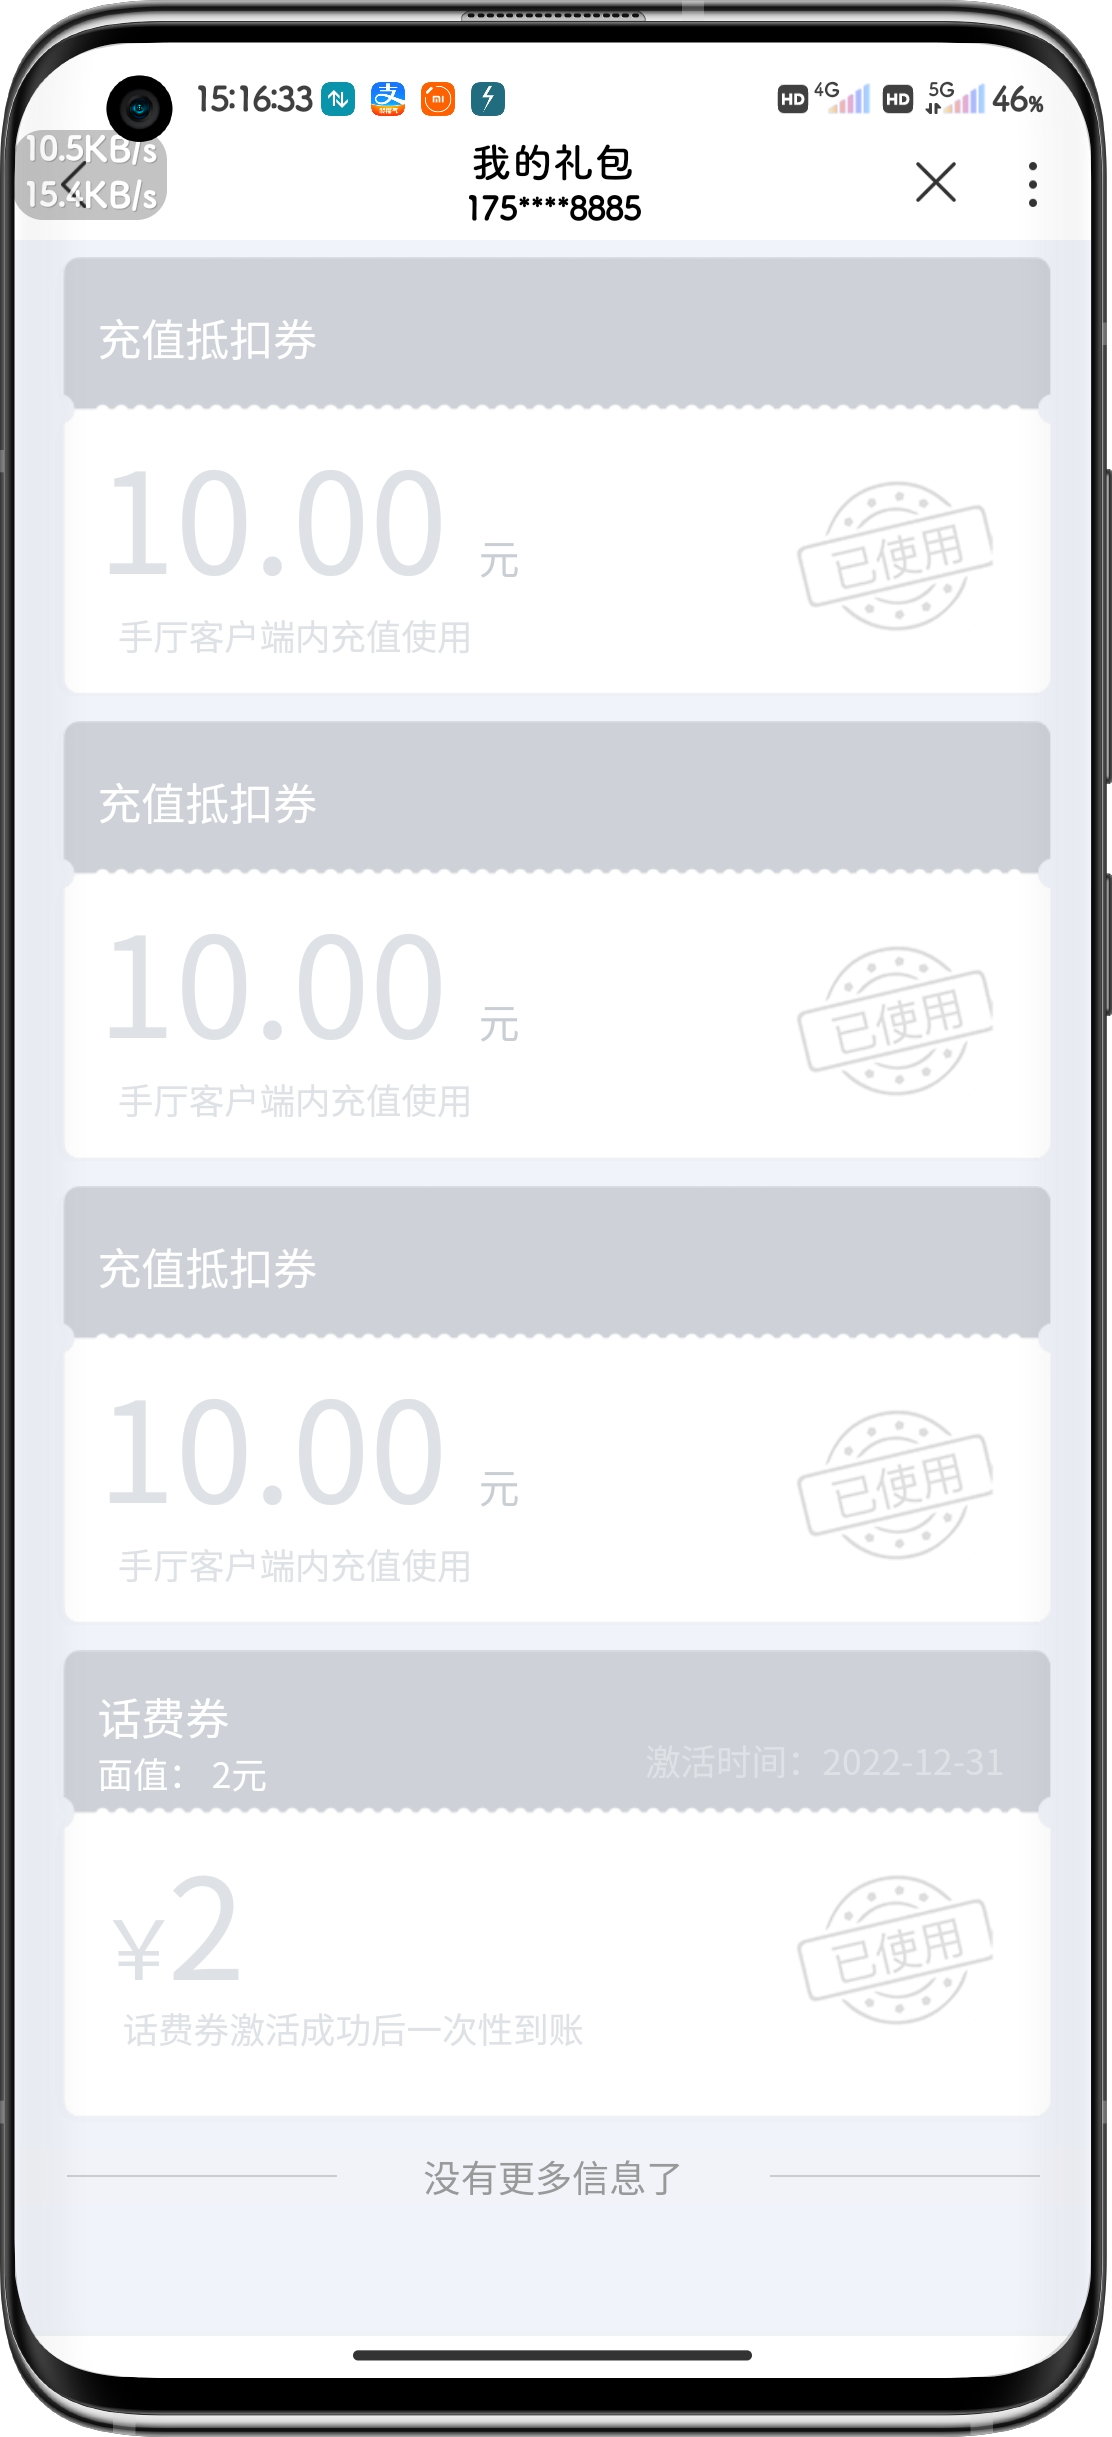 15:16:33
HD 4G HD 5G 46%
10.5KB/s
15.4KB/s
我的礼包
175****8885
充值抵扣券
10.00 元
已使用
手厅客户端内充值使用
充值抵扣券
10.00 元
已使用
手厅客户端内充值使用
充值抵扣券
10.00 元
已使用
手厅客户端内充值使用
话费券
面值： 2元
激活时间：2022-12-31
¥2
已使用
话费券激活成功后一次性到账
没有更多信息了